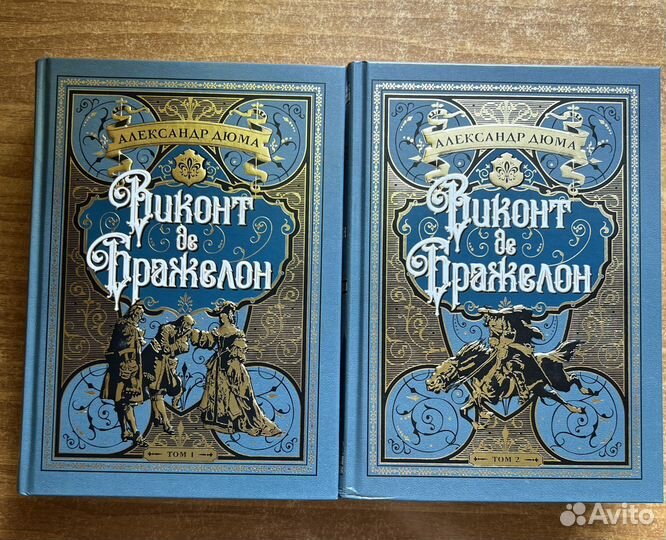 АЛЕКСАНДР ДЮМА
Виконт
де
Бражелон
ТОМ 1
АЛЕКСАНДР ДЮМА
Виконт
де
Бражелон
ТОМ 2
Avito